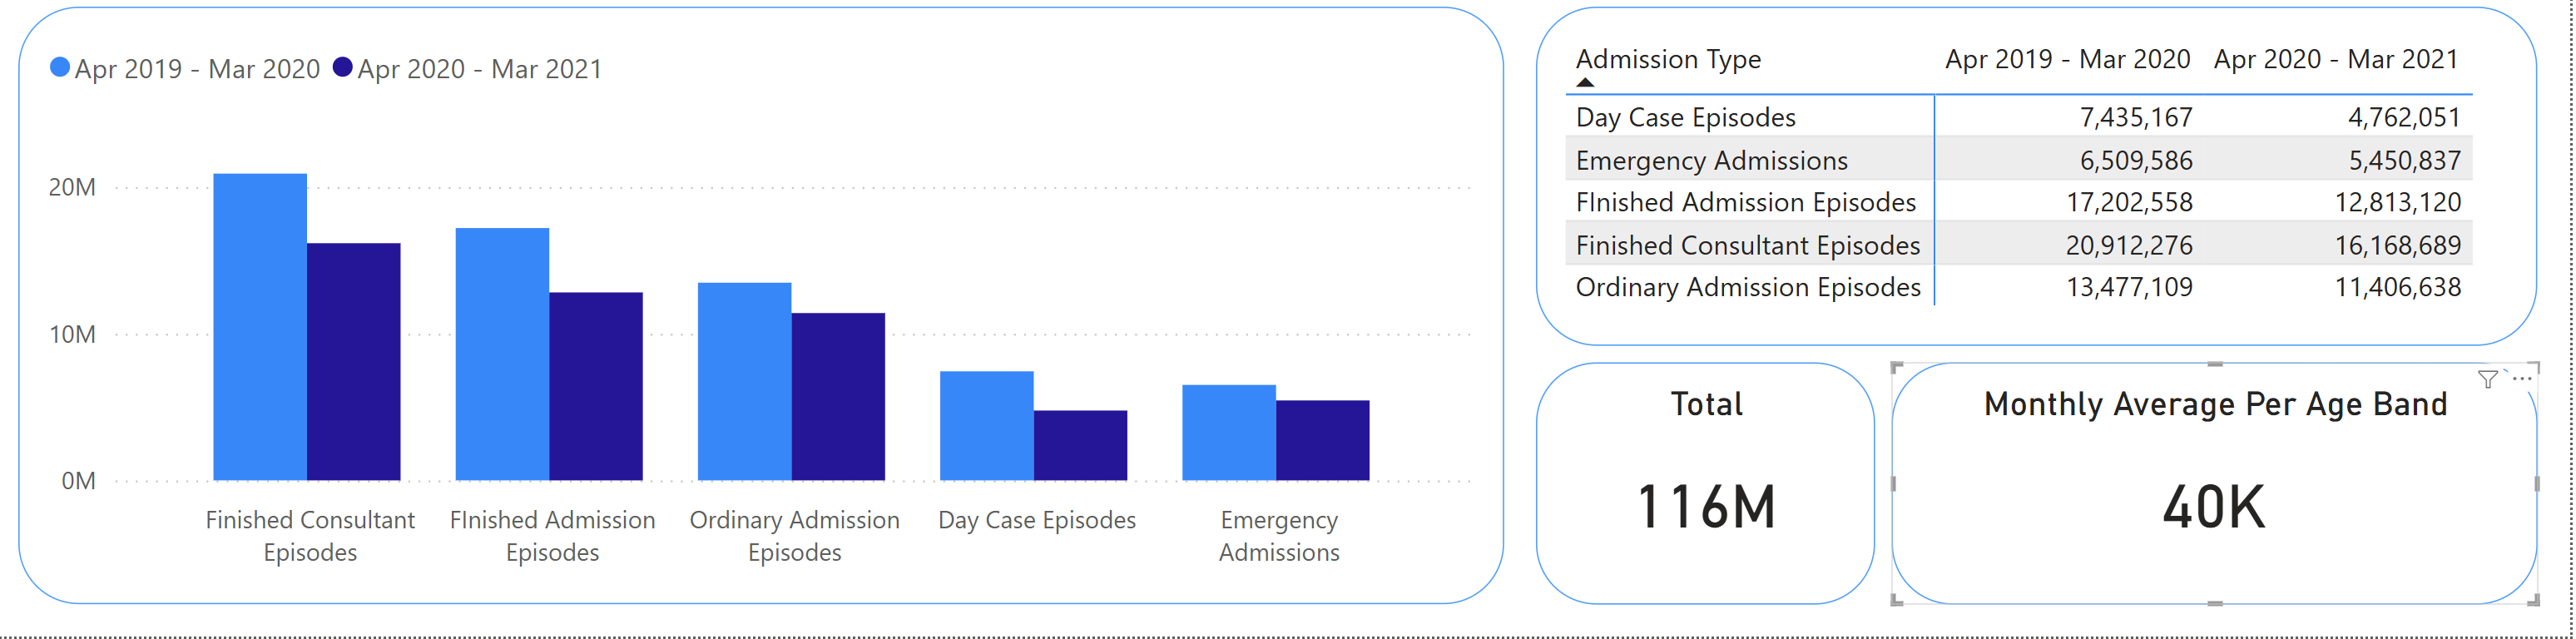 Apr 2019 - Mar 2020 Apr 2020 - Mar 2021
20M
10M
0M
Finished Consultant Episodes
FInished Admission Episodes
Ordinary Admission Episodes
Day Case Episodes
Emergency Admissions
Admission Type Apr 2019 - Mar 2020 Apr 2020 - Mar 2021
Day Case Episodes 7,435,167 4,762,051
Emergency Admissions 6,509,586 5,450,837
FInished Admission Episodes 17,202,558 12,813,120
Finished Consultant Episodes 20,912,276 16,168,689
Ordinary Admission Episodes 13,477,109 11,406,638
Total
116M
Monthly Average Per Age Band
40K